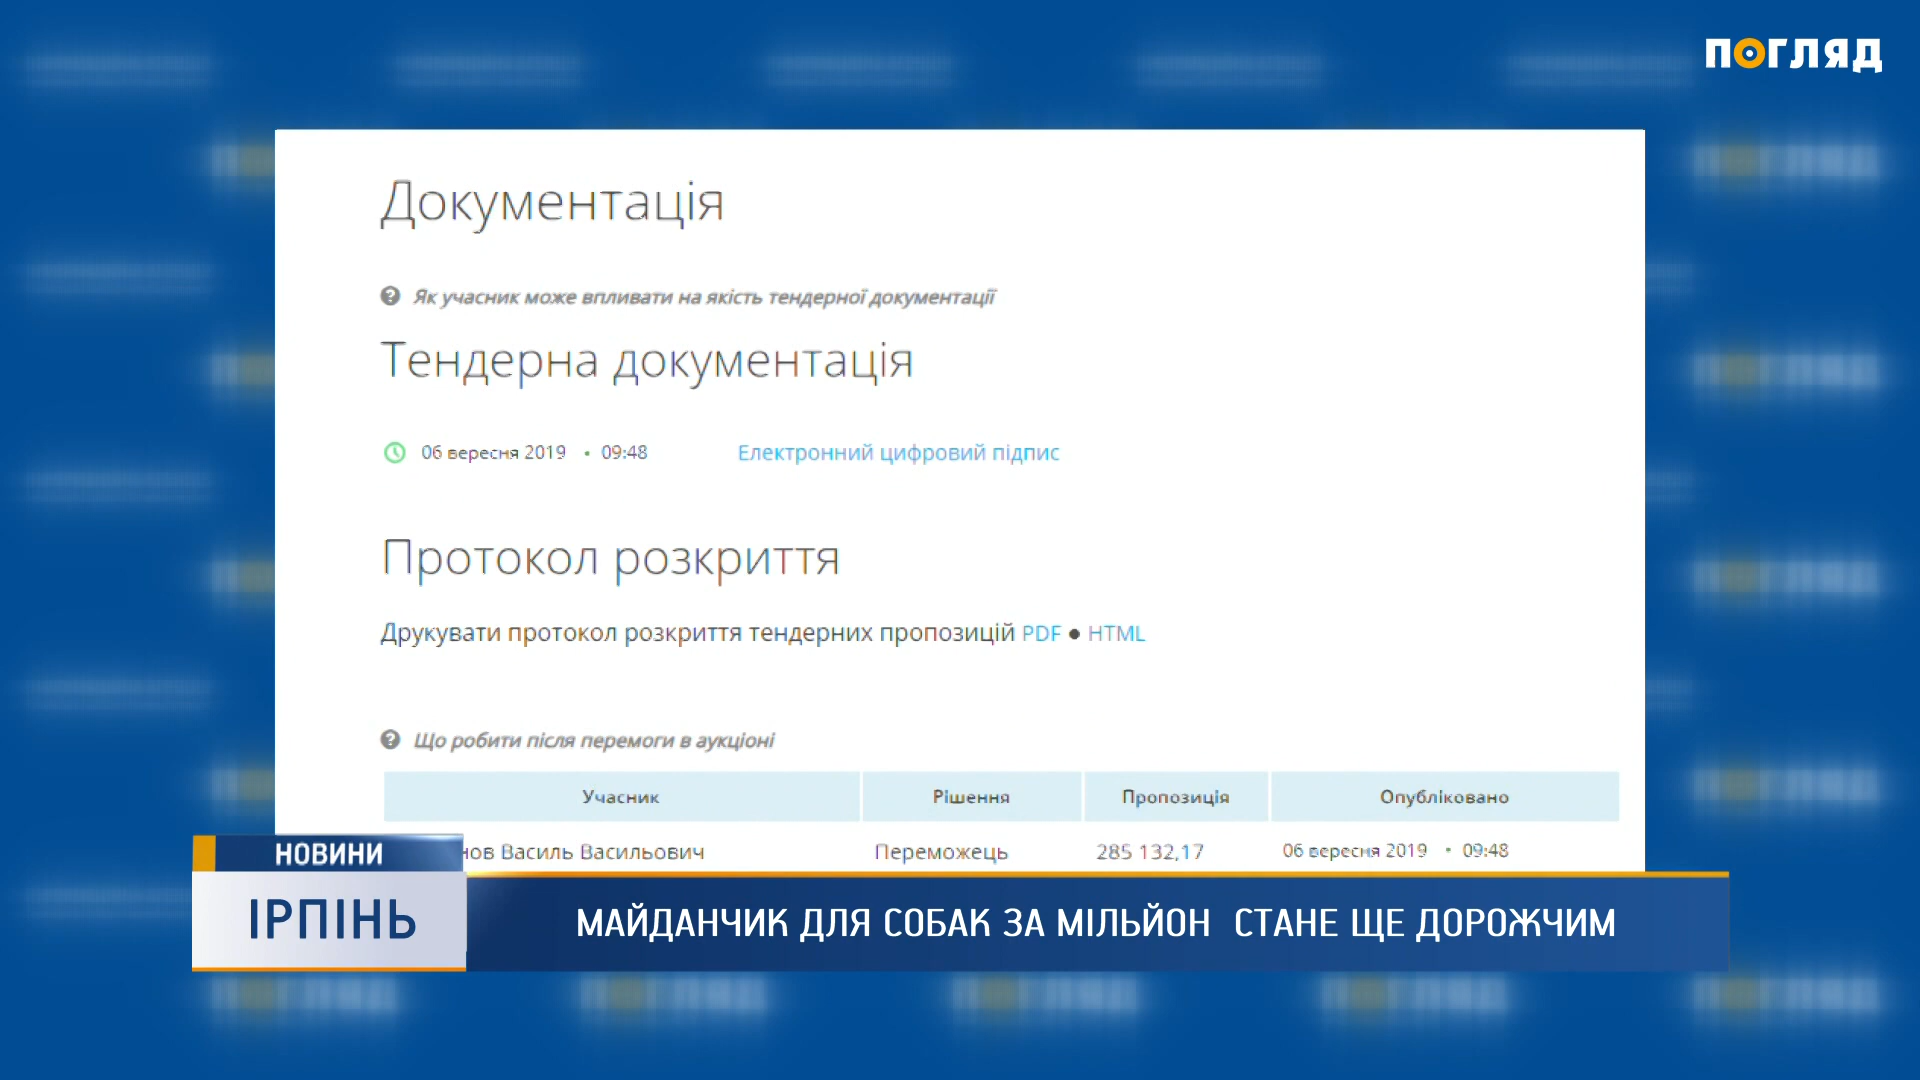 ПОГЛЯД
Документація
Як учасник може впливати на якість тендерної документації
Тендерна документація
06 вересня 2019 • 09:48 Електронний цифровий підпис
Протокол розкриття
Друкувати протокол розкриття тендерних пропозицій PDF ● HTML
Що робити після перемоги в аукціоні
Учасник Рішення Пропозиція Опубліковано
Василь Васильович Переможець 285 132,17 06 вересня 2019 • 09:48
НОВИНИ
ІРПІНЬ
МАЙДАНЧИК ДЛЯ СОБАК ЗА МІЛЬЙОН СТАНЕ ЩЕ ДОРОЖЧИМ